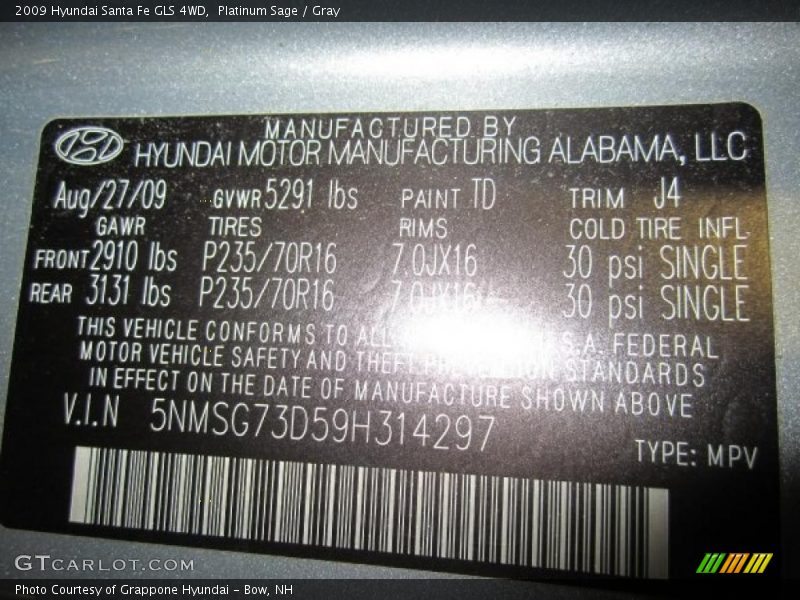 2009 Hyundai Santa Fe GLS 4WD, Platinum Sage / Gray
MANUFACTURED BY
HYUNDAI MOTOR MANUFACTURING ALABAMA, LLC
Aug/27/09 GVWR 5291 lbs PAINT TD TRIM J4
GAWR TIRES RIMS COLD TIRE INFL
FRONT 2910 lbs P235/70R16 7.0JX16 30 psi SINGLE
REAR 3131 lbs P235/70R16 7.0JX16 30 psi SINGLE
THIS VEHICLE CONFORMS TO ALL FEDERAL
MOTOR VEHICLE SAFETY AND THEFT STANDARDS
IN EFFECT ON THE DATE OF MANUFACTURE SHOWN ABOVE
V.I.N 5NMSG73D59H314297
TYPE: MPV
GTCARLOT.COM
Photo Courtesy of Grappone Hyundai - Bow, NH